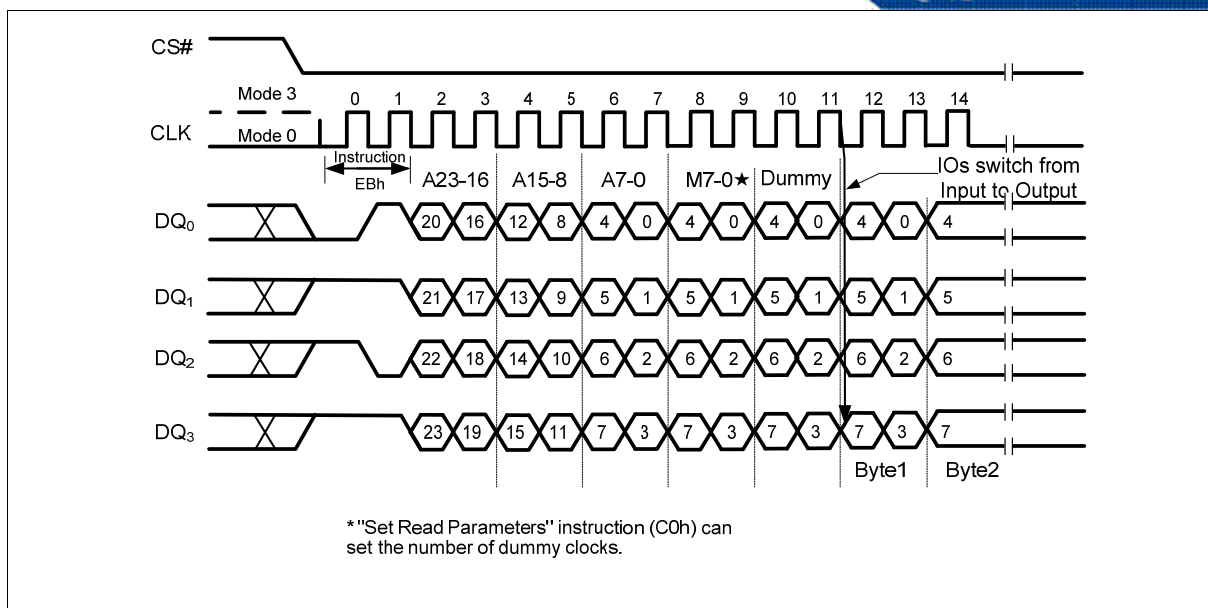 CS#
Mode 3
0 1 2 3 4 5 6 7 8 9 10 11 12 13 14
CLK
Mode 0
Instruction
EBh
A23-16 A15-8 A7-0 M7-0★ Dummy
IOs switch from
Input to Output
DQ0 20 16 12 8 4 0 4 0 4 0 4 0 4
DQ1 21 17 13 9 5 1 5 1 5 1 5 1 5
DQ2 22 18 14 10 6 2 6 2 6 2 6 2 6
DQ3 23 19 15 11 7 3 7 3 7 3 7 3 7
Byte1 Byte2
*"Set Read Parameters" instruction (C0h) can
set the number of dummy clocks.